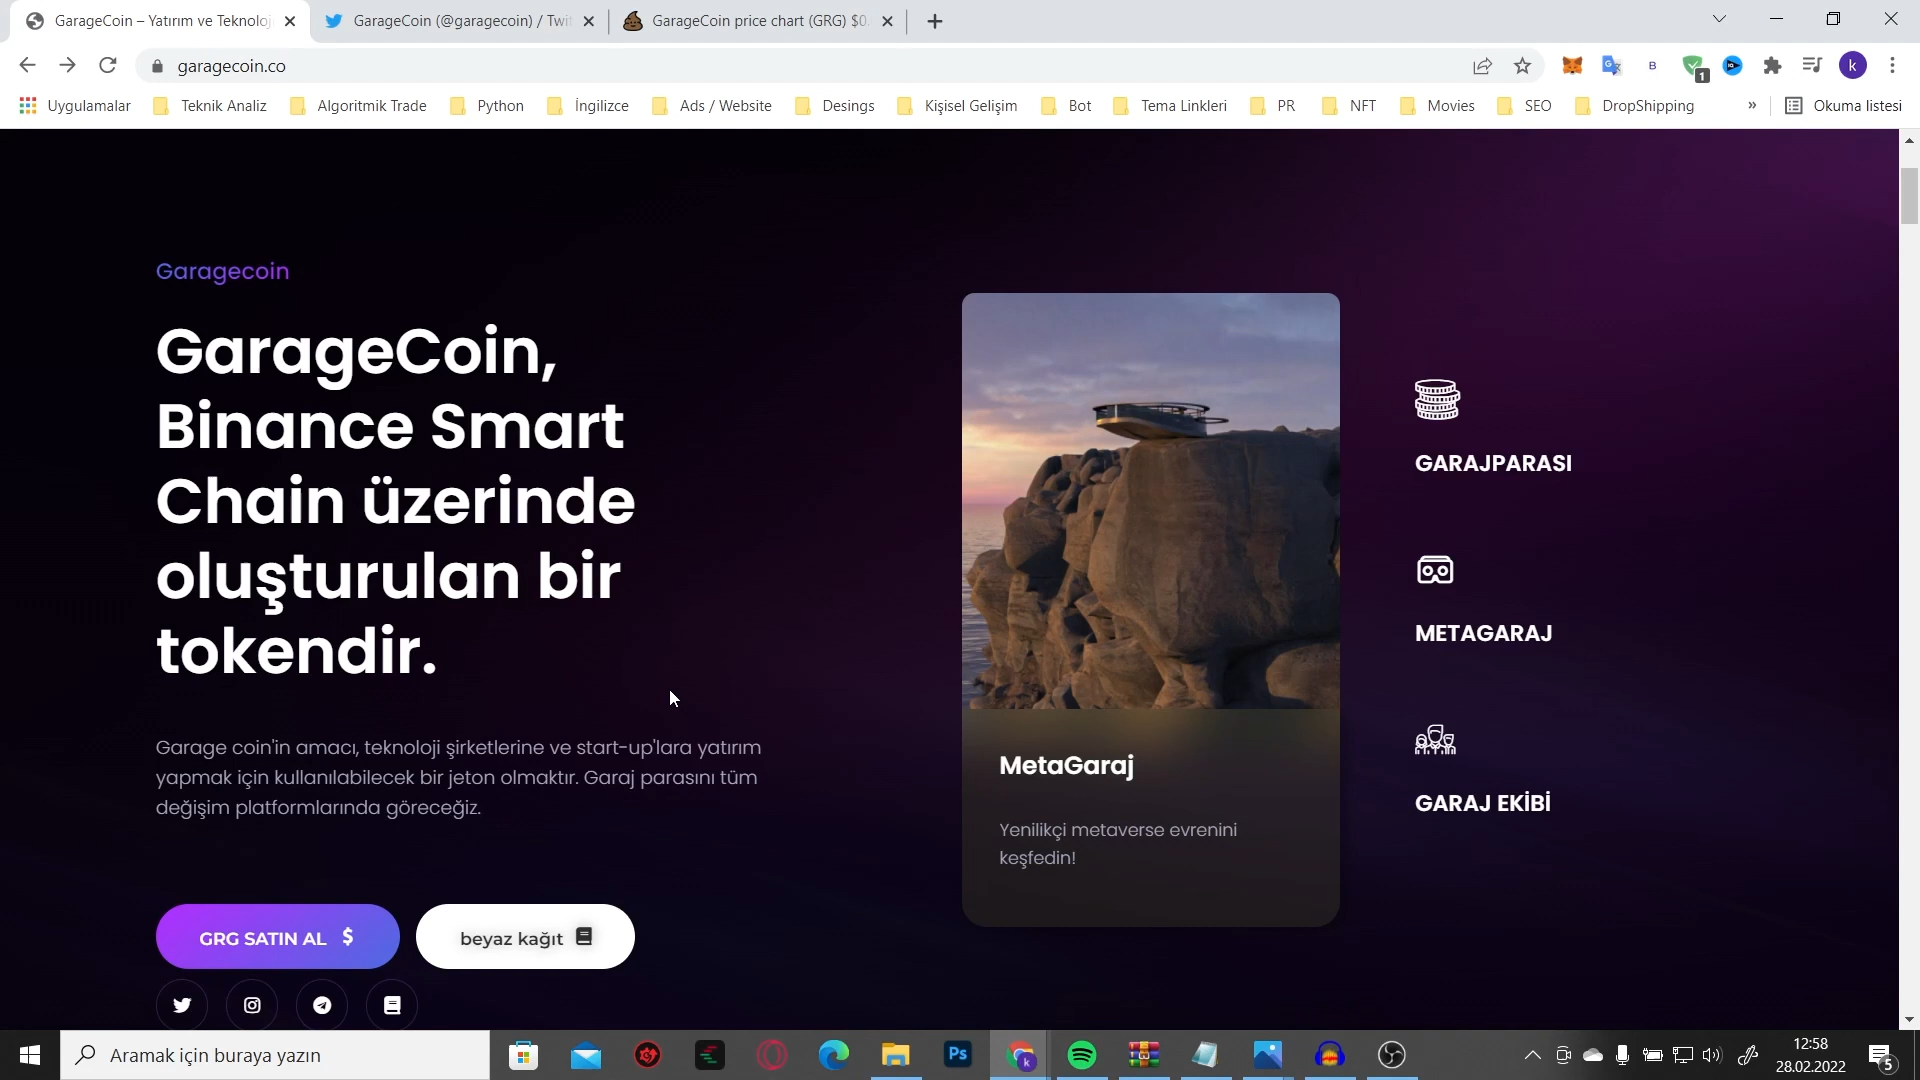 GarageCoin – Yatırım ve Teknoloj
GarageCoin (@garagecoin) / Twit
GarageCoin price chart (GRG) $0.
garagecoin.co
1
k
Uygulamalar
Teknik Analiz
Algoritmik Trade
Python
İngilizce
Ads / Website
Desings
Kişisel Gelişim
Bot
Tema Linkleri
PR
NFT
Movies
SEO
DropShipping
»
Okuma listesi
Garagecoin
GarageCoin,
Binance Smart
Chain üzerinde
oluşturulan bir
tokendir.
Garage coin'in amacı, teknoloji şirketlerine ve start-up'lara yatırım
yapmak için kullanılabilecek bir jeton olmaktır. Garaj parasını tüm
değişim platformlarında göreceğiz.
GRG SATIN AL $
beyaz kağıt
MetaGaraj
Yenilikçi metaverse evrenini
keşfedin!
GARAJPARASI
METAGARAJ
GARAJ EKİBİ
Aramak için buraya yazın
Ps
k
12:58
28.02.2022
5